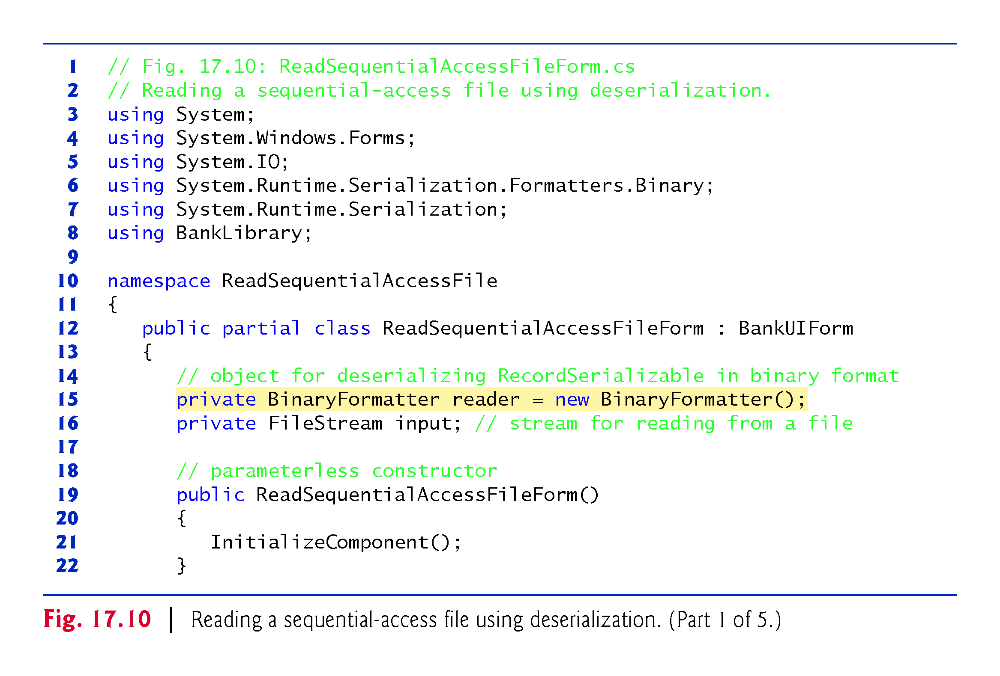 1 // Fig. 17.10: ReadSequentialAccessFileForm.cs
2 // Reading a sequential-access file using deserialization.
3 using System;
4 using System.Windows.Forms;
5 using System.IO;
6 using System.Runtime.Serialization.Formatters.Binary;
7 using System.Runtime.Serialization;
8 using BankLibrary;
9
10 namespace ReadSequentialAccessFile
11 {
12 public partial class ReadSequentialAccessFileForm : BankUIForm
13 {
14 // object for deserializing RecordSerializable in binary format
15 private BinaryFormatter reader = new BinaryFormatter();
16 private FileStream input; // stream for reading from a file
17
18 // parameterless constructor
19 public ReadSequentialAccessFileForm()
20 {
21 InitializeComponent();
22 }
Fig. 17.10 | Reading a sequential-access file using deserialization. (Part 1 of 5.)